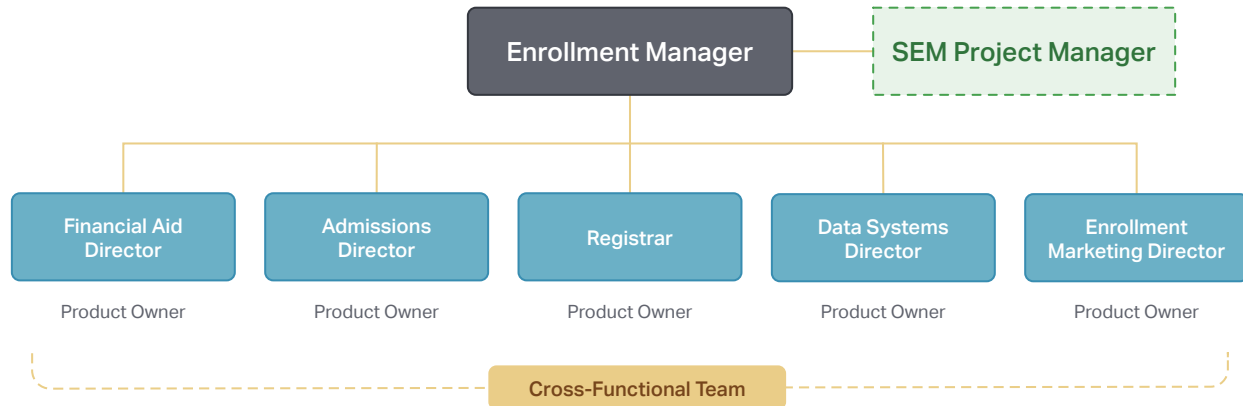 Enrollment Manager
SEM Project Manager
Financial Aid
Director
Admissions
Director
Registrar
Data Systems
Director
Enrollment
Marketing Director
Product Owner
Product Owner
Product Owner
Product Owner
Product Owner
Cross-Functional Team